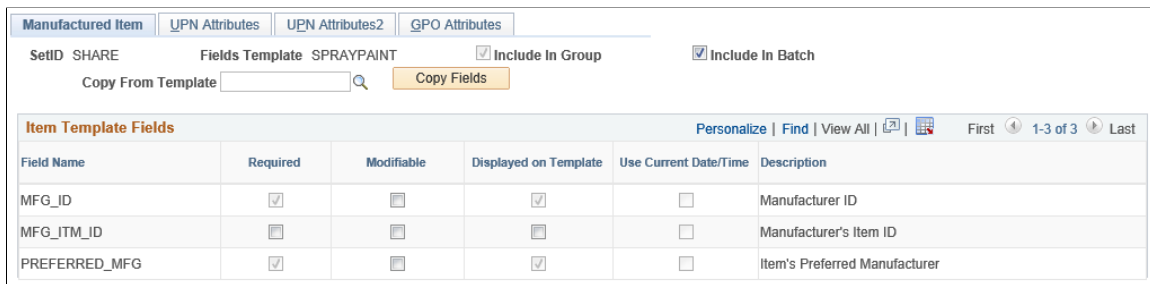 Manufactured Item UPN Attributes UPN Attributes2 GPO Attributes
SetID SHARE Fields Template SPRAYPAINT Include In Group Include In Batch
Copy From Template Copy Fields
Item Template Fields Personalize | Find | View All | | First 1-3 of 3 Last
Field Name Required Modifiable Displayed on Template Use Current Date/Time Description
MFG_ID Manufacturer ID
MFG_ITM_ID Manufacturer's Item ID
PREFERRED_MFG Item's Preferred Manufacturer